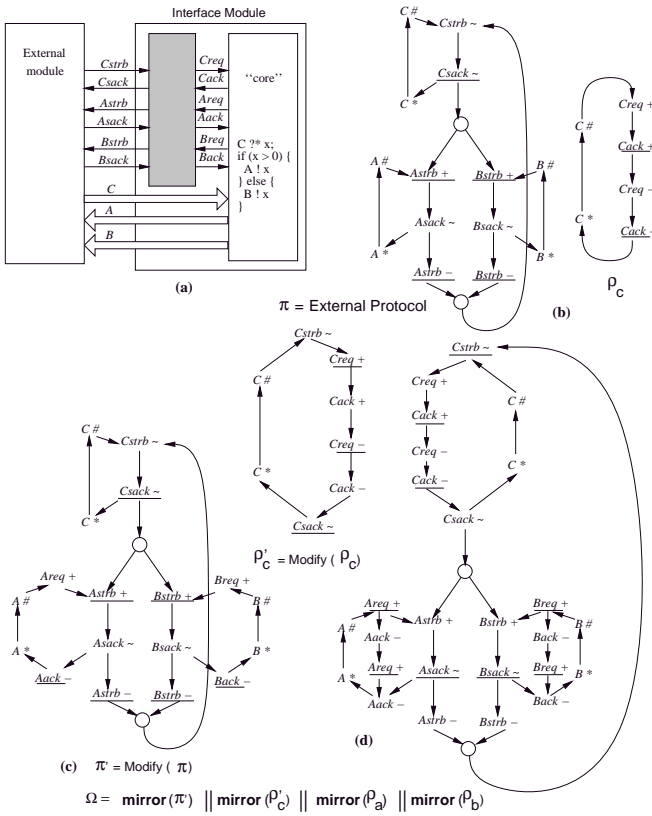 Interface Module
External
module
Cstrb
Csack
Astrb
Asack
Bstrb
Bsack
C
A
B
Creq
Cack
Areq
Aack
Breq
Back
‘‘core’’
C ?* x;
if (x > 0) {
A ! x
} else {
B ! x
}
(a)
C #
Cstrb ~
Csack ~
C *
A #
Astrb +
Bstrb +
B #
Asack ~
Bsack ~
A *
B *
Astrb −
Bstrb −
(b)
Creq +
C #
Cack +
Creq −
C *
Cack −
ρc
π = External Protocol
Cstrb ~
Creq +
C #
Cack +
Creq −
C *
Cack −
Csack ~
ρ'c = Modify ( ρc )
C #
Cstrb ~
Csack ~
C *
Areq +
Breq +
A #
Astrb +
Bstrb +
B #
Asack ~
Bsack ~
A *
B *
Aack −
Back −
Astrb −
Bstrb −
(c) π' = Modify ( π )
Cstrb ~
Creq +
C #
Cack +
Creq −
C *
Cack −
Csack ~
Areq +
Breq +
A #
Astrb +
Bstrb +
B #
Aack −
Back −
Areq +
Asack ~
Bsack ~
Breq +
A *
B *
Aack −
Back −
Astrb −
Bstrb −
(d)
Ω = mirror (π') || mirror (ρ'c) || mirror (ρa) || mirror (ρb)